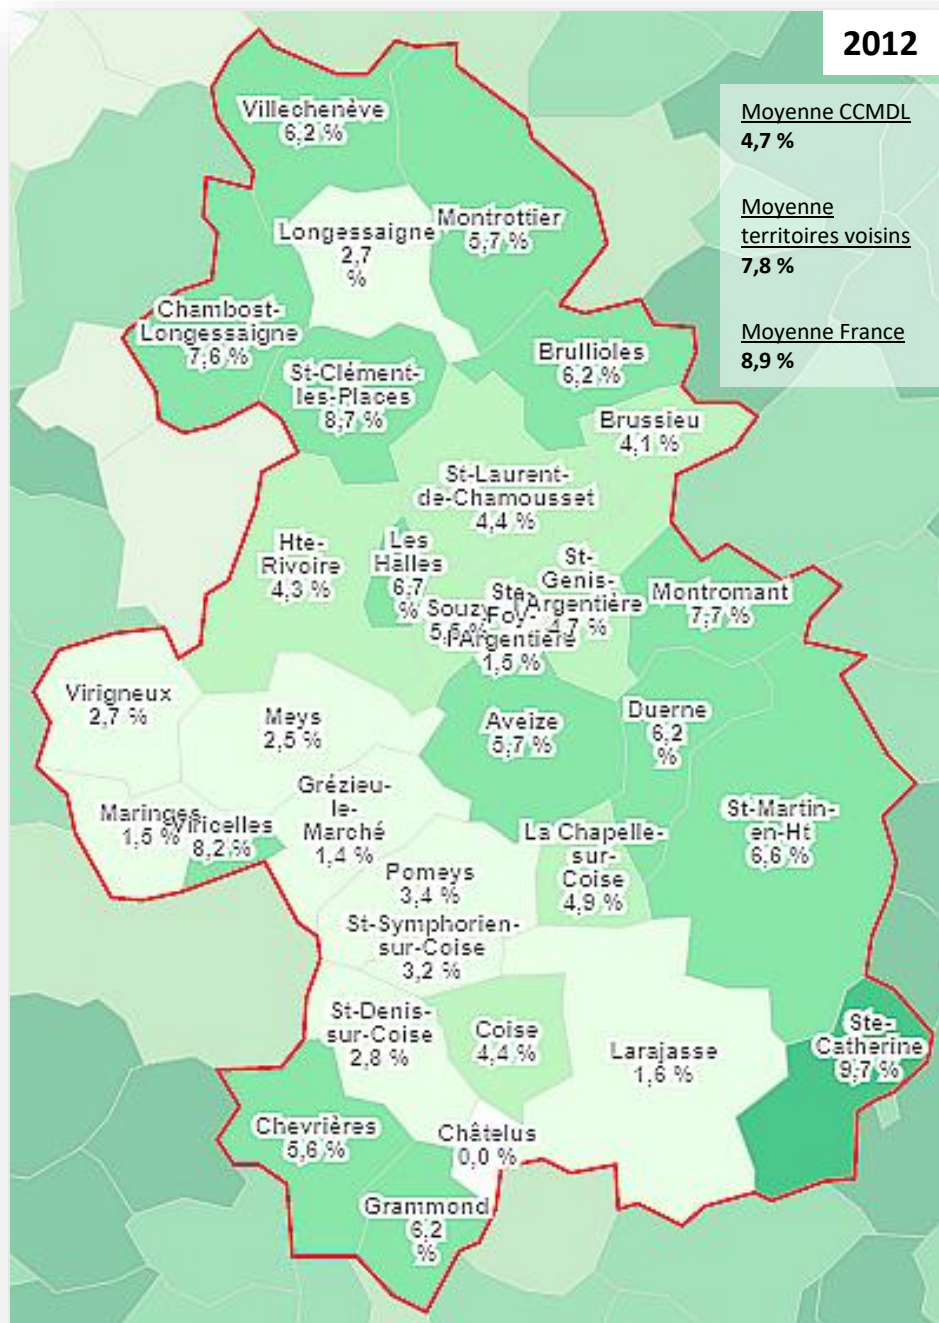 2012
Moyenne CCMDL
4,7 %
Moyenne
territoires voisins
7,8 %
Moyenne France
8,9 %
Villechenève
6,2 %
Longessaigne
2,7
%
Montrottier
5,7 %
Chambost-
Longessaigne
7,6 %
St-Clément-
les-Places
8,7 %
Brullioles
6,2 %
Brussieu
4,1 %
St-Laurent-
de-Chamousset
4,4 %
Hte-
Rivoire
4,3 %
Les
Halles
6,7
%
Souzy
Ste-
Foy-
l'Argentière
1,5 %
St-
Genis-
l'Argentière
4,7 %
Montromant
7,7 %
Virigneux
2,7 %
Meys
2,5 %
Aveize
5,7 %
Duerne
6,2
%
Maringes
1,5 %
Viricelles
8,2 %
Grézieu-
le-
Marché
1,4 %
La Chapelle-
sur-
Coise
4,9 %
St-Martin-
en-Ht
6,6 %
Pomeys
3,4 %
St-Symphorien-
sur-Coise
3,2 %
St-Denis-
sur-Coise
2,8 %
Coise
4,4 %
Larajasse
1,6 %
Ste-
Catherine
9,7 %
Chevrières
5,6 %
Châtelus
0,0 %
Grammond
6,2
%